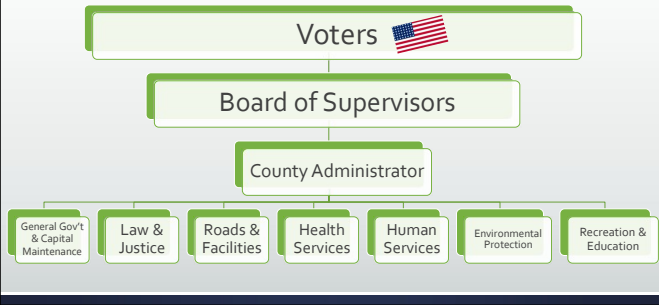 Voters
Board of Supervisors
County Administrator
General Gov't
& Capital
Maintenance
Law &
Justice
Roads &
Facilities
Health
Services
Human
Services
Environmental
Protection
Recreation &
Education